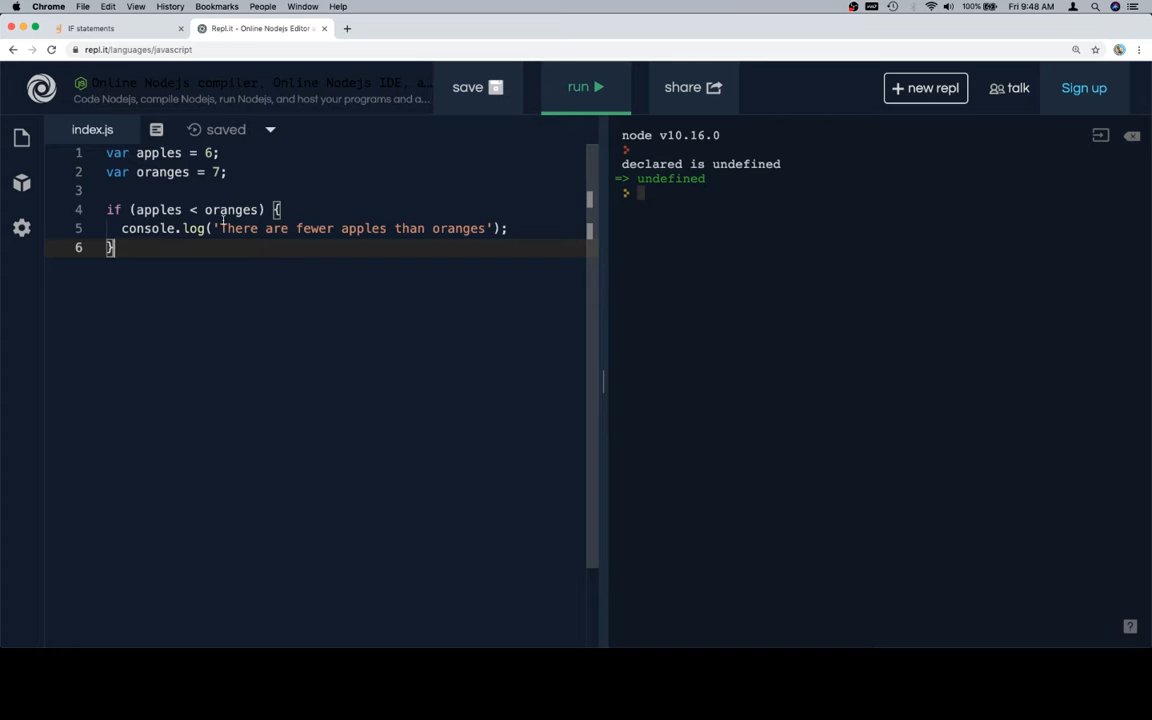 Chrome File Edit View History Bookmarks People Window Help 100% Fri 9:48 AM
IF statements × Repl.it - Online Nodejs Editor a × +
repl.it/languages/javascript
Online Nodejs compiler, Online Nodejs IDE, a...
Code Nodejs, compile Nodejs, run Nodejs, and host your programs and a...
save run share + new repl talk Sign up
index.js saved
1 var apples = 6;
2 var oranges = 7;
3
4 if (apples < oranges) {
5 console.log('There are fewer apples than oranges');
6 }
node v10.16.0
declared is undefined
=> undefined
?